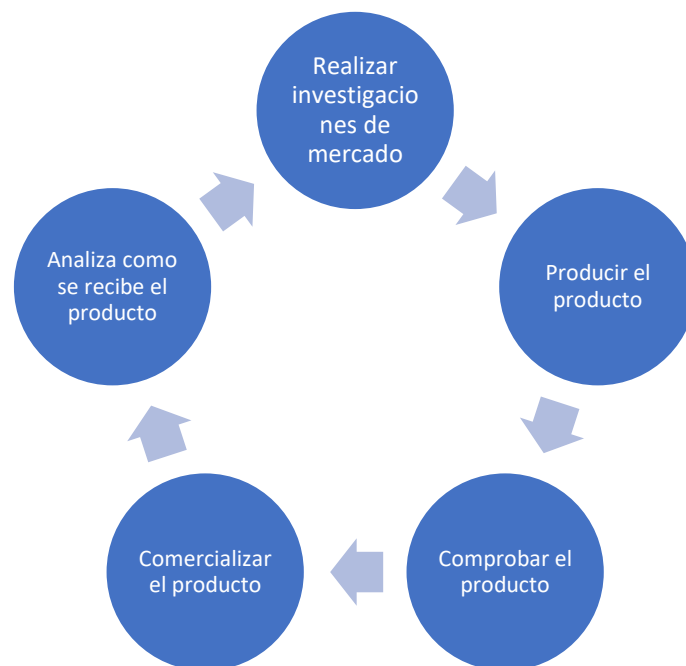 Realizar
investigacio
nes de
mercado
Producir el
producto
Comprobar el
producto
Comercializar
el producto
Analiza como
se recibe el
producto